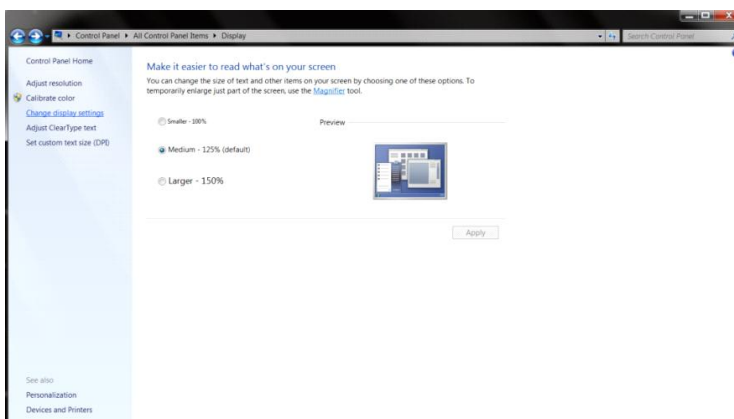 Control Panel ▸ All Control Panel Items ▸ Display
Search Control Panel
Control Panel Home
Adjust resolution
Calibrate color
Change display settings
Adjust ClearType text
Set custom text size (DPI)
See also
Personalization
Devices and Printers
Make it easier to read what's on your screen
You can change the size of text and other items on your screen by choosing one of these options. To
temporarily enlarge just part of the screen, use the Magnifier tool.
Smaller - 100%
Preview
Medium - 125% (default)
Larger - 150%
Apply